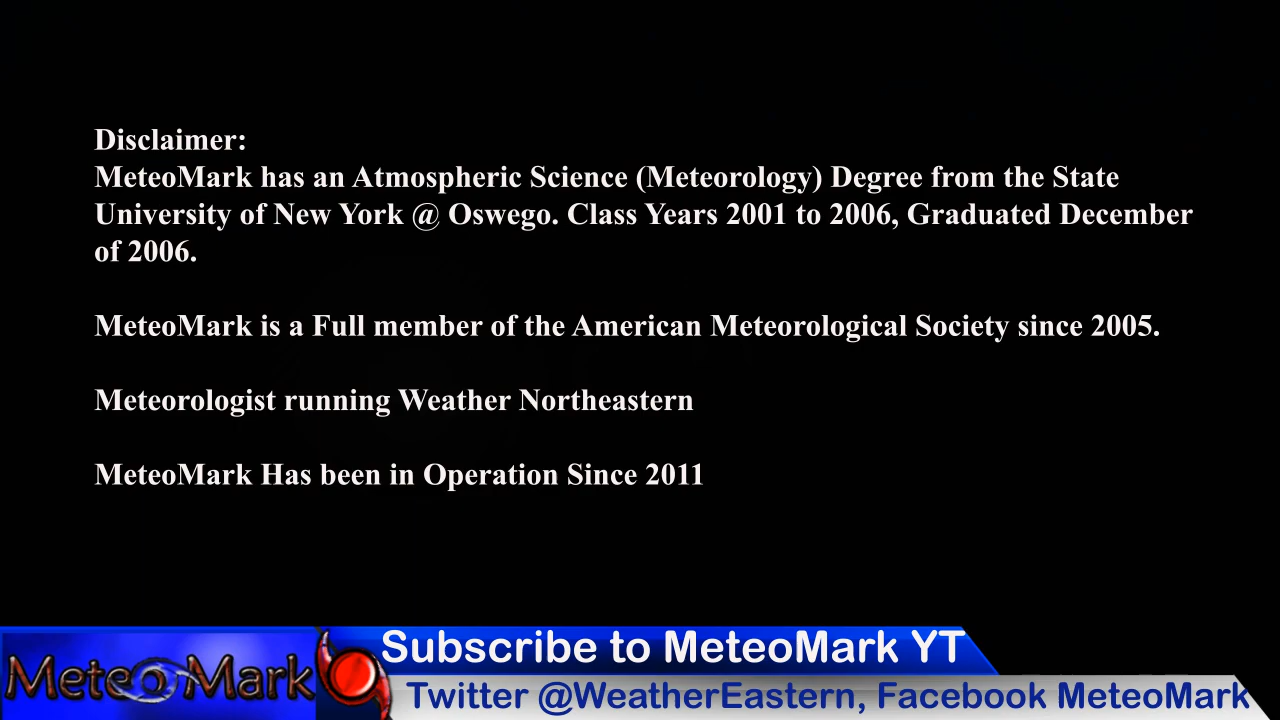 Disclaimer:
MeteoMark has an Atmospheric Science (Meteorology) Degree from the State
University of New York @ Oswego. Class Years 2001 to 2006, Graduated December
of 2006.
MeteoMark is a Full member of the American Meteorological Society since 2005.
Meteorologist running Weather Northeastern
MeteoMark Has been in Operation Since 2011
MeteoMark
Subscribe to MeteoMark YT
Twitter @WeatherEastern, Facebook MeteoMark